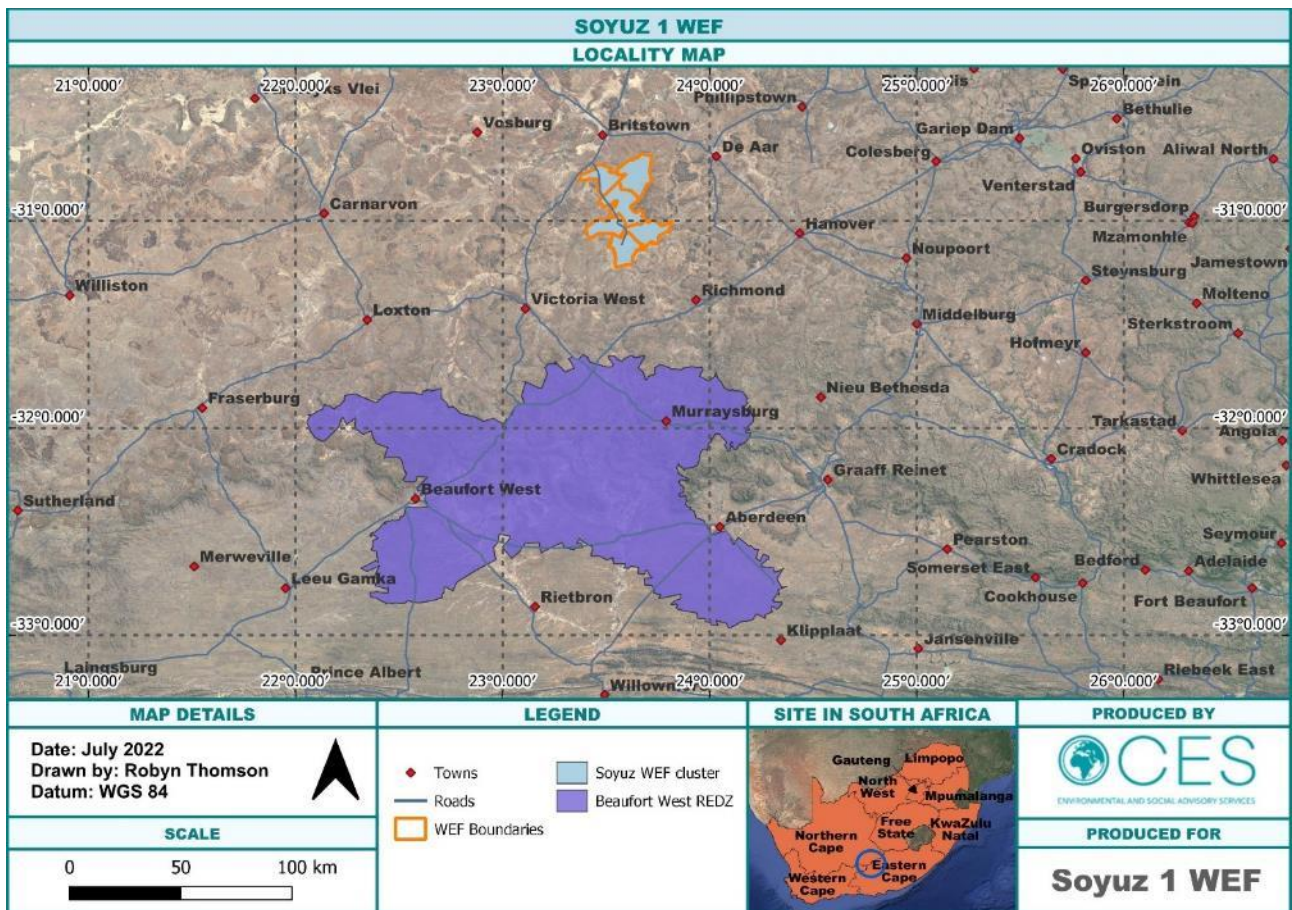 SOYUZ 1 WEF
LOCALITY MAP
21°0.000′
22°0.000′
23°0.000′
24°0.000′
25°0.000′
26°0.000′
Vosburg
Britstown
Phillipstown
De Aar
Gariep Dam
Colesberg
Bethulie
Oviston
Aliwal North
Venterstad
Carnarvon
-31°0.000′
Burgersdorp
-31°0.000′
Hanover
Mzamonhle
Noupoort
Jamestown
Williston
Steynsburg
Victoria West
Richmond
Molteno
Loxton
Middelburg
Sterkstroom
Hofmeyr
Nieu Bethesda
Fraserburg
-32°0.000′
Murraysburg
Tarkastad
-32°0.000′
Angola
Cradock
Graaff Reinet
Whittlesea
Beaufort West
Sutherland
Aberdeen
Seymour
Pearston
Merweville
Somerset East
Bedford
Adelaide
Leeu Gamka
Cookhouse
Rietbron
Fort Beaufort
-33°0.000′
Klipplaat
Jansenville
-33°0.000′
Laingsburg
Prince Albert
Riebeek East
21°0.000′
22°0.000′
23°0.000′
24°0.000′
25°0.000′
26°0.000′
MAP DETAILS
Date: July 2022
Drawn by: Robyn Thomson
Datum: WGS 84
SCALE
0 50 100 km
LEGEND
Towns
Roads
WEF Boundaries
Soyuz WEF cluster
Beaufort West REDZ
SITE IN SOUTH AFRICA
Gauteng
Limpopo
North West
Mpumalanga
Free State
KwaZulu Natal
Northern Cape
Eastern Cape
Western Cape
PRODUCED BY
CES
ENVIRONMENTAL AND SOCIAL ADVISORY SERVICES
PRODUCED FOR
Soyuz 1 WEF